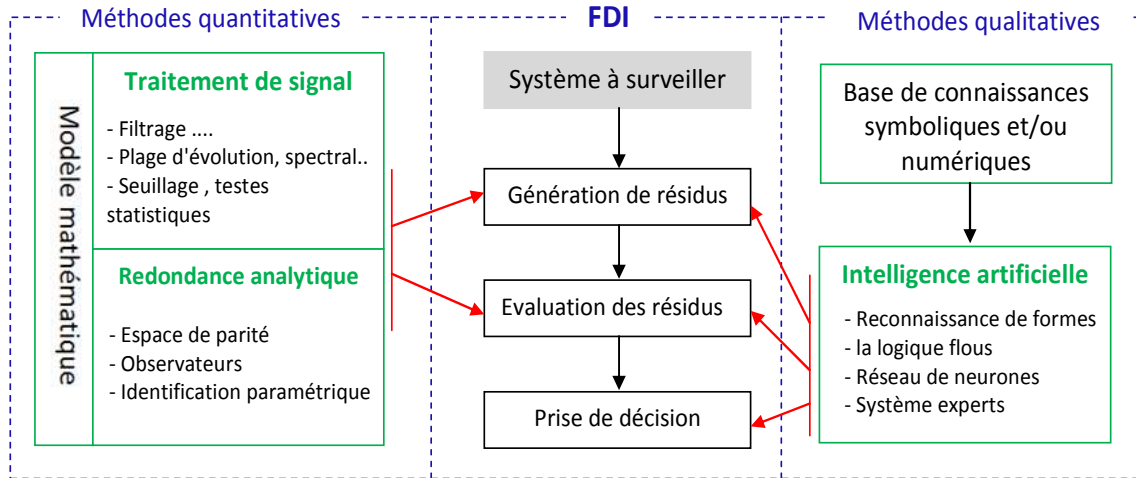 Méthodes quantitatives
Modèle mathématique
Traitement de signal
- Filtrage ....
- Plage d'évolution, spectral..
- Seuillage , testes
statistiques
Redondance analytique
- Espace de parité
- Observateurs
- Identification paramétrique
FDI
Système à surveiller
Génération de résidus
Evaluation des résidus
Prise de décision
Méthodes qualitatives
Base de connaissances
symboliques et/ou
numériques
Intelligence artificielle
- Reconnaissance de formes
- la logique flous
- Réseau de neurones
- Système experts